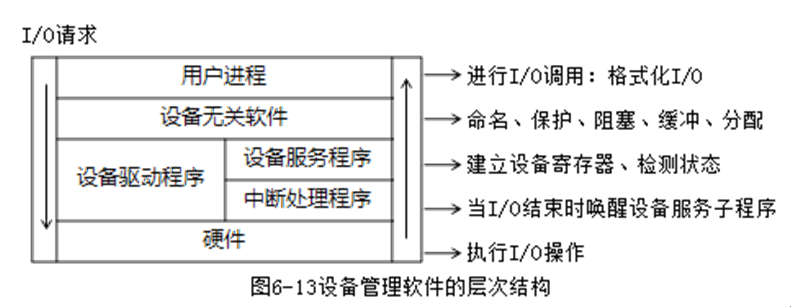 I/O请求
用户进程
进行I/O调用：格式化I/O
设备无关软件
命名、保护、阻塞、缓冲、分配
设备驱动程序
设备服务程序
建立设备寄存器、检测状态
中断处理程序
当I/O结束时唤醒设备服务子程序
硬件
执行I/O操作
图6-13设备管理软件的层次结构